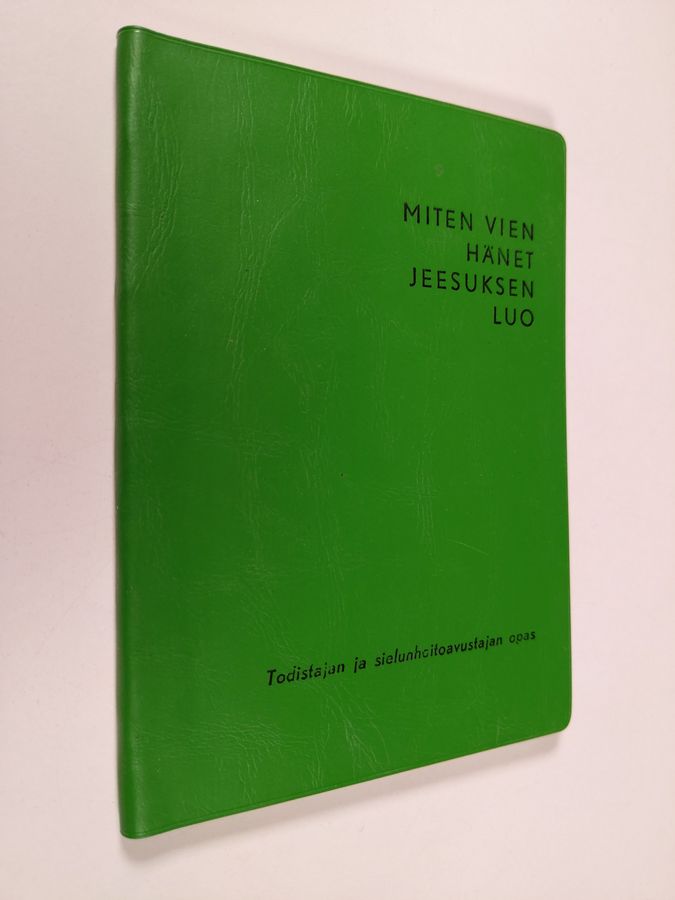 MITEN VIEN
HÄNET
JEESUKSEN
LUO
Todistajan ja sielunhoitoavustajan opas